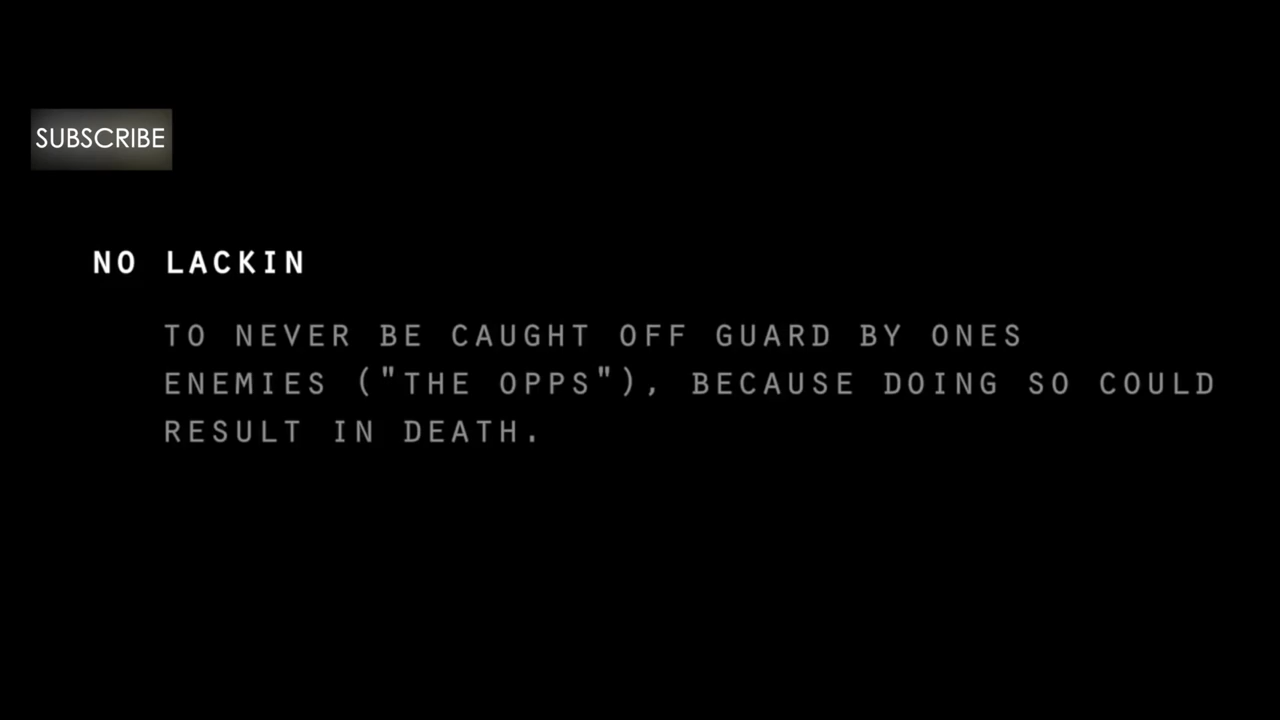 SUBSCRIBE
NO LACKIN
TO NEVER BE CAUGHT OFF GUARD BY ONES
ENEMIES ("THE OPPS"), BECAUSE DOING SO COULD
RESULT IN DEATH.